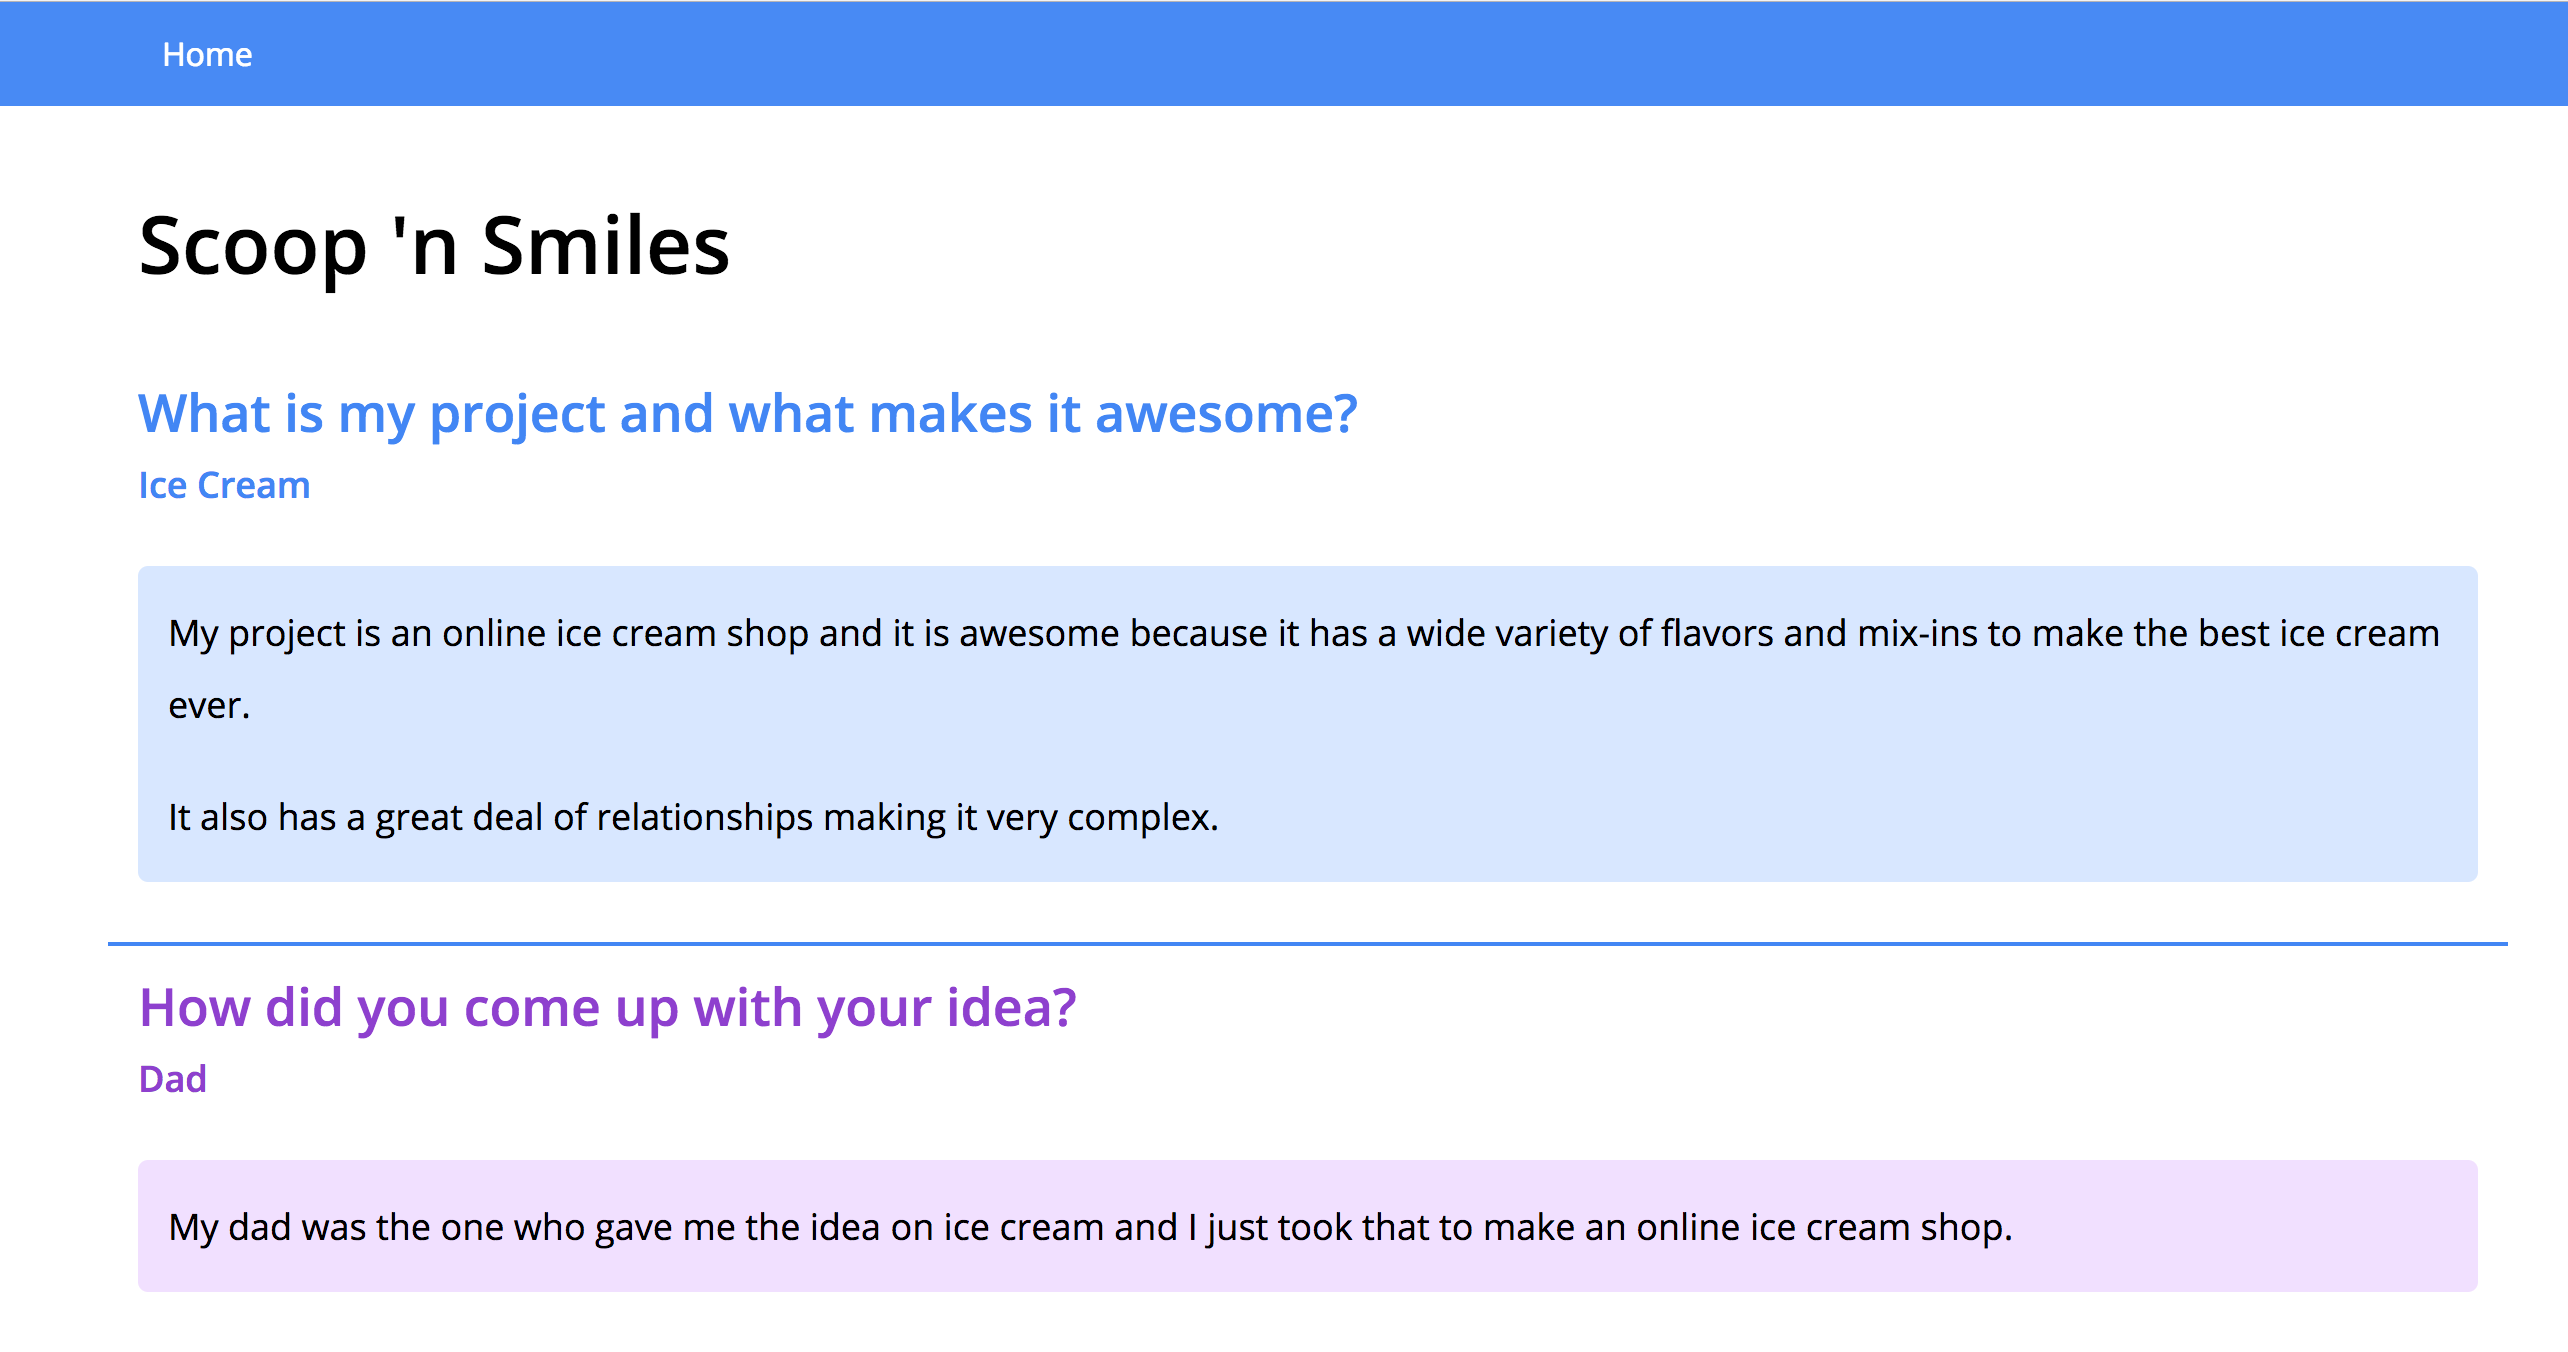 Home
Scoop 'n Smiles
What is my project and what makes it awesome?
Ice Cream
My project is an online ice cream shop and it is awesome because it has a wide variety of flavors and mix-ins to make the best ice cream
ever.
It also has a great deal of relationships making it very complex.
How did you come up with your idea?
Dad
My dad was the one who gave me the idea on ice cream and I just took that to make an online ice cream shop.